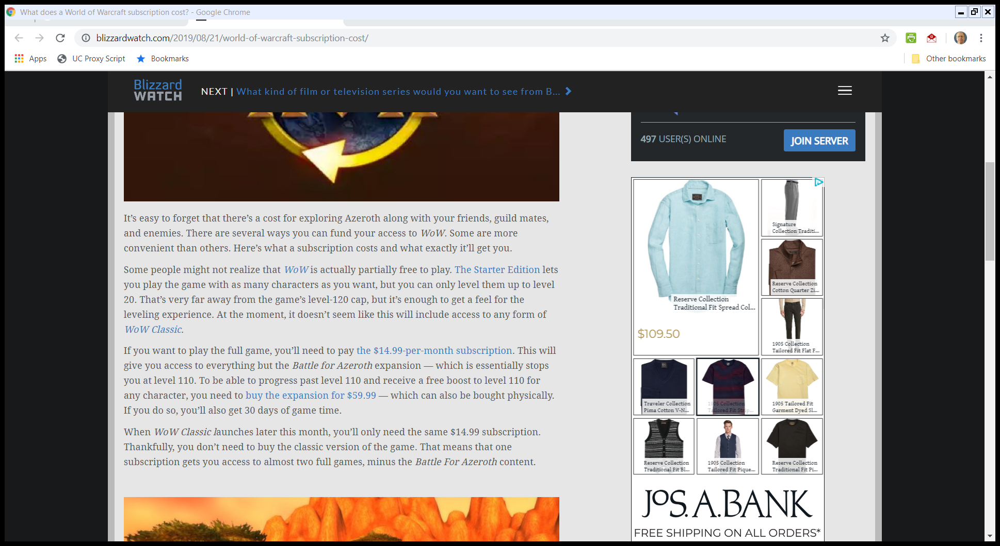 What does a World of Warcraft subscription cost? - Google Chrome
blizzardwatch.com/2019/08/21/world-of-warcraft-subscription-cost/
Apps UC Proxy Script Bookmarks Other bookmarks
Blizzard
WATCH
NEXT | What kind of film or television series would you want to see from B...
497 USER(S) ONLINE
JOIN SERVER
It's easy to forget that there's a cost for exploring Azeroth along with your friends, guild mates,
and enemies. There are several ways you can fund your access to WoW. Some are more
convenient than others. Here's what a subscription costs and what exactly it'll get you.
Some people might not realize that WoW is actually partially free to play. The Starter Edition lets
you play the game with as many characters as you want, but you can only level them up to level
20. That's very far away from the game's level-120 cap, but it's enough to get a feel for the
leveling experience. At the moment, it doesn't seem like this will include access to any form of
WoW Classic.
If you want to play the full game, you'll need to pay the $14.99-per-month subscription. This will
give you access to everything but the Battle for Azeroth expansion — which is essentially stops
you at level 110. To be able to progress past level 110 and receive a free boost to level 110 for
any character, you need to buy the expansion for $59.99 — which can also be bought physically.
If you do so, you'll also get 30 days of game time.
When WoW Classic launches later this month, you'll only need the same $14.99 subscription.
Thankfully, you don't need to buy the classic version of the game. That means that one
subscription gets you access to almost two full games, minus the Battle For Azeroth content.
Reserve Collection
Traditional Fit Spread Col...
$109.50
Signature
Collection Traditi...
Reserve Collection
Cotton Quarter Zi...
1905 Collection
Tailored Fit Flat F...
Traveler Collection
Pima Cotton V-N...
1905 Collection
Tailored Fit Strip...
1905 Tailored Fit
Garment Dyed Sl...
Reserve Collection
Traditional Fit Bl...
1905 Collection
Tailored Fit Pique...
Reserve Collection
Traditional Fit Pi...
JOS. A. BANK
FREE SHIPPING ON ALL ORDERS*